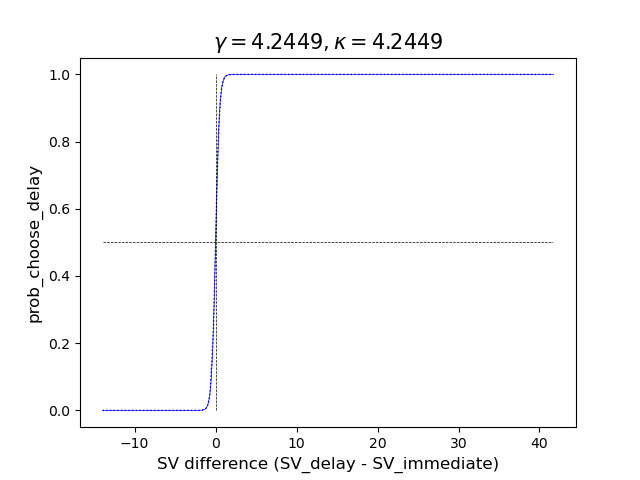 γ = 4.2449, κ = 4.2449
1.0
0.8
0.6
0.4
0.2
0.0
prob_choose_delay
−10 0 10 20 30 40
SV difference (SV_delay - SV_immediate)